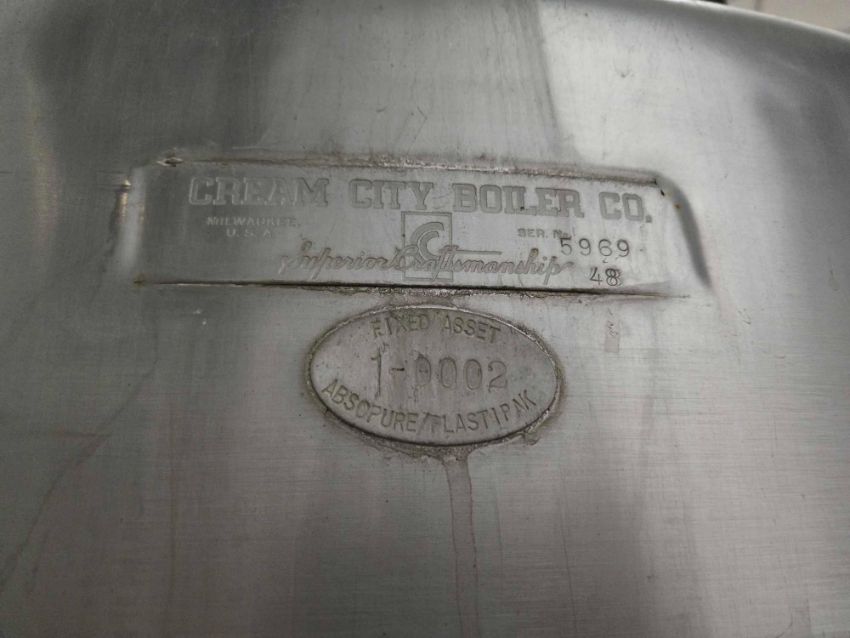 CREAM CITY BOILER CO.
MILWAUKEE,
U.S.A.
C
SER. No.
5969
Superior Craftsmanship
48
FIXED ASSET
1-0002
ABSOPURE/PLASTIPAK